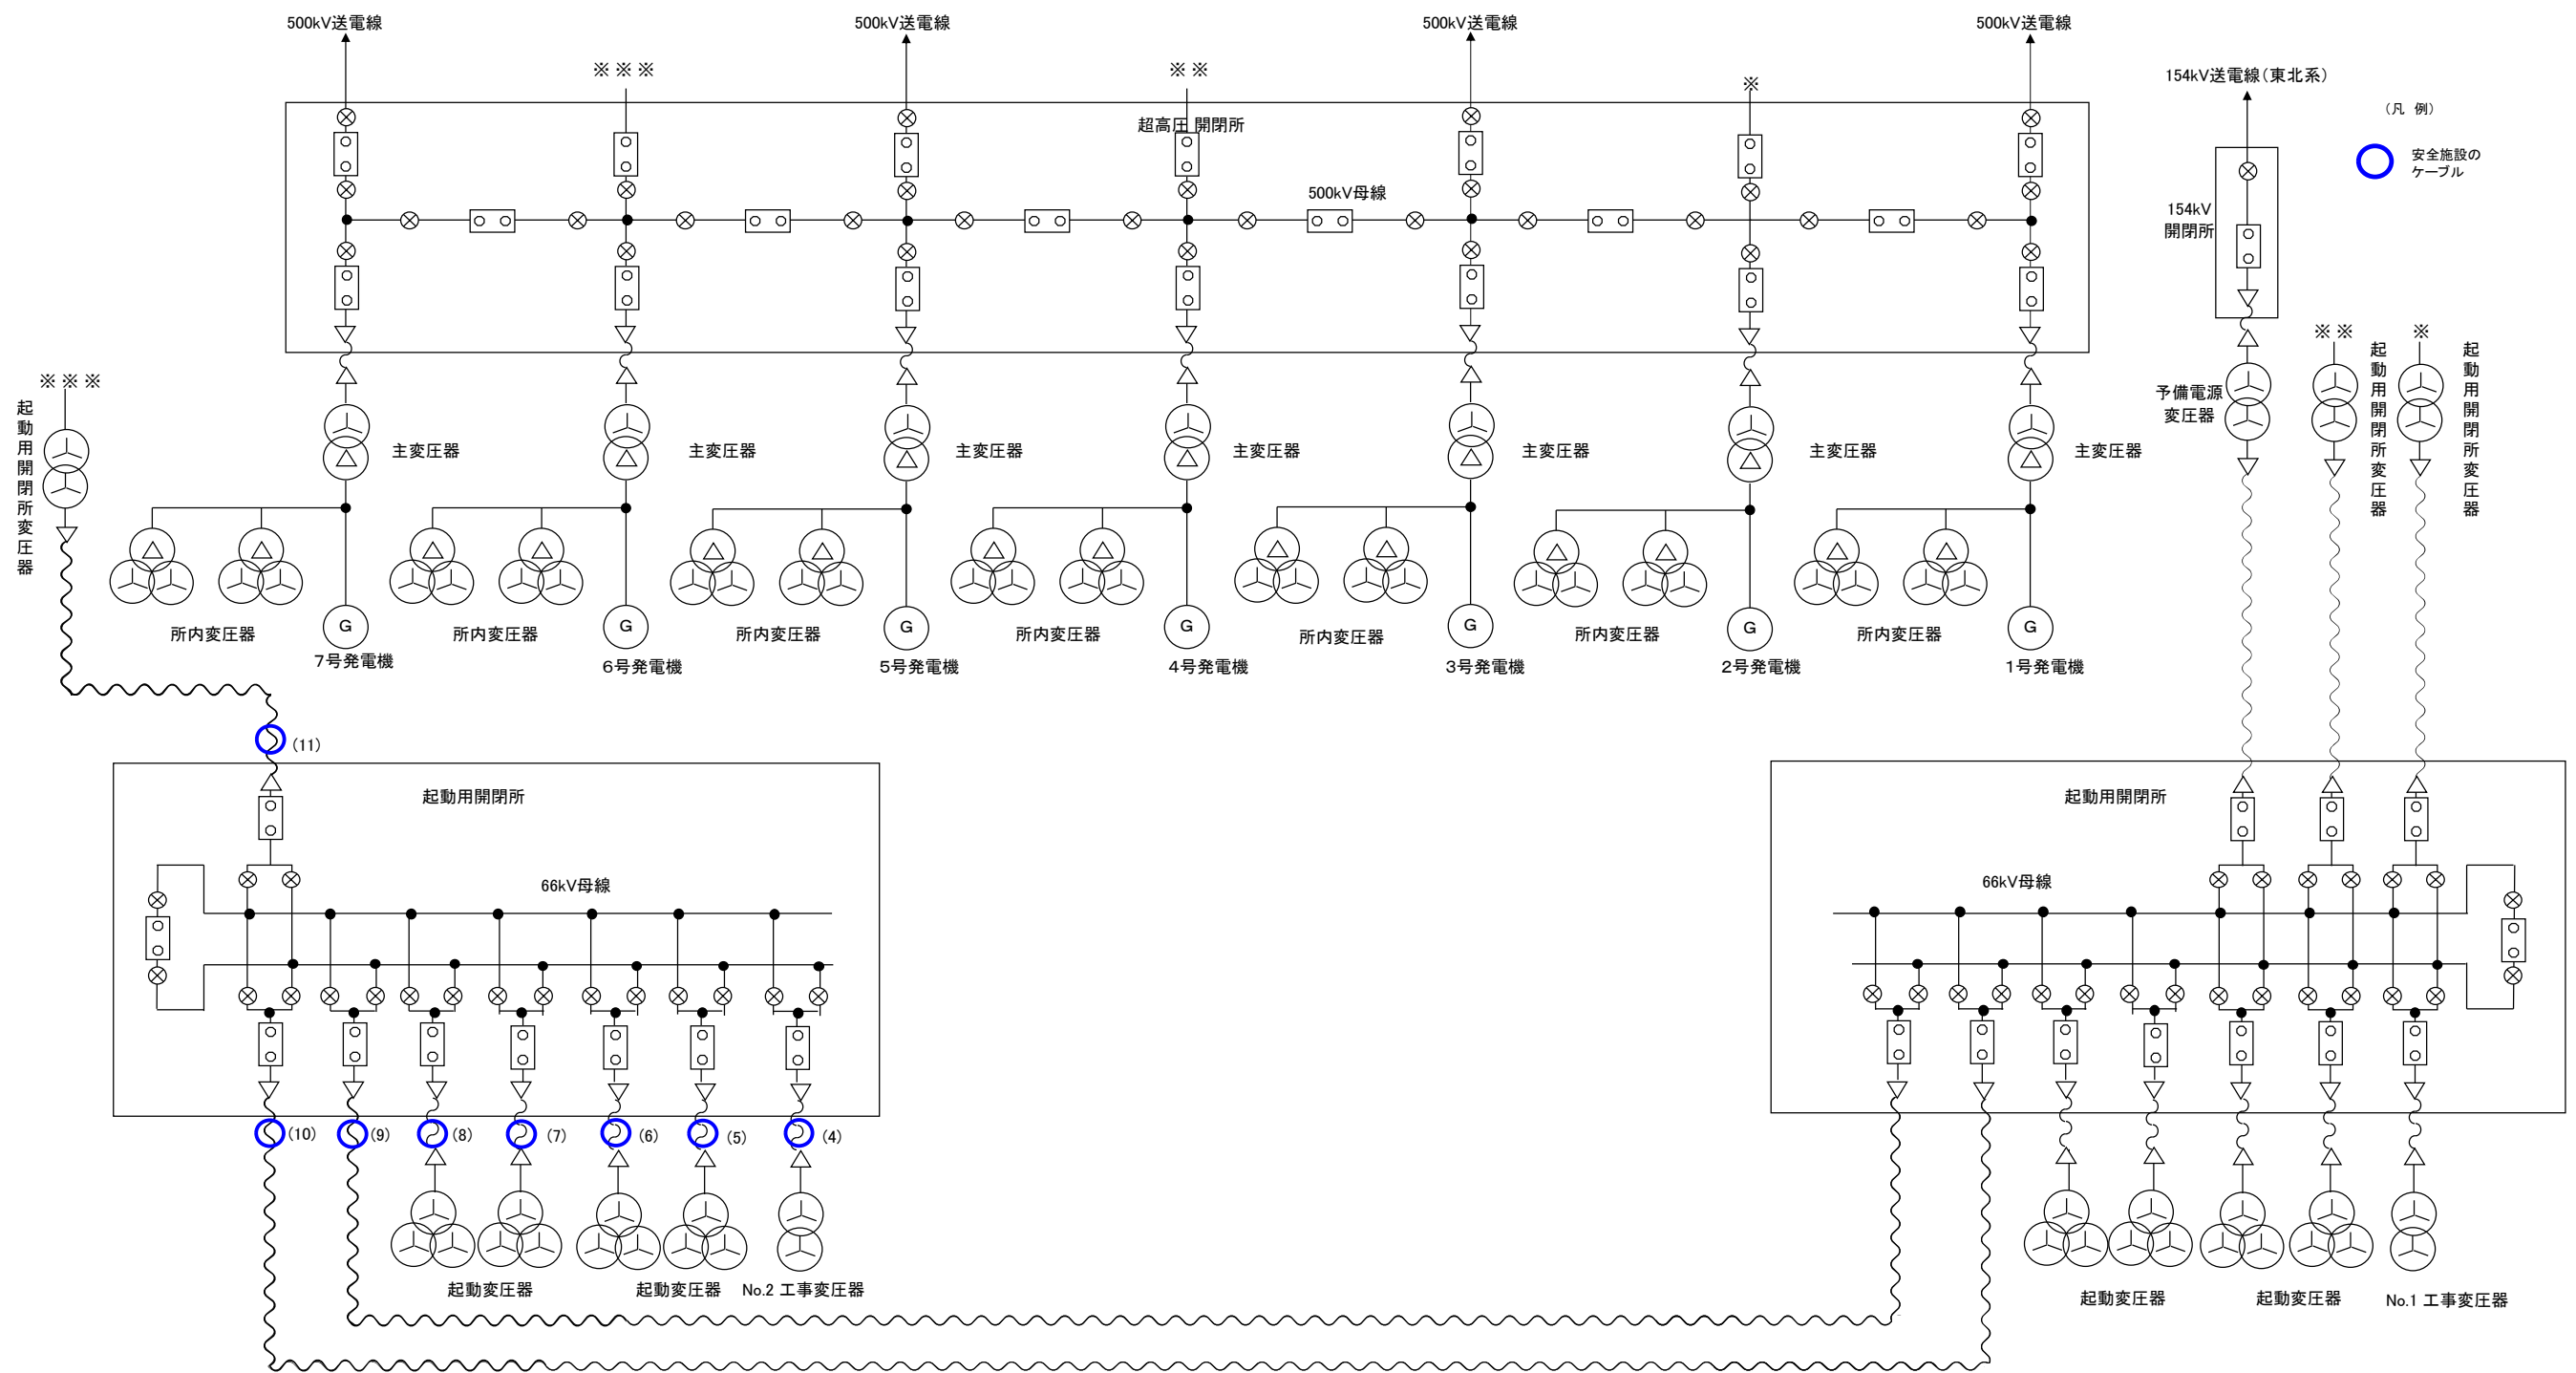 500kV送電線
500kV送電線
500kV送電線
500kV送電線
※※※
※※
※
154kV送電線(東北系)
(凡 例)
安全施設の
ケーブル
超高圧 開閉所
500kV母線
154kV
開閉所
※※※
起動用開閉所変圧器
※※
起動用開閉所変圧器
※
起動用開閉所変圧器
予備電源
変圧器
主変圧器
主変圧器
主変圧器
主変圧器
主変圧器
主変圧器
主変圧器
G
G
G
G
G
G
G
所内変圧器
所内変圧器
所内変圧器
所内変圧器
所内変圧器
所内変圧器
所内変圧器
7号発電機
6号発電機
5号発電機
4号発電機
3号発電機
2号発電機
1号発電機
(11)
起動用開閉所
66kV母線
(10)
(9)
(8)
(7)
(6)
(5)
(4)
起動変圧器
起動変圧器
No.2 工事変圧器
起動用開閉所
66kV母線
起動変圧器
起動変圧器
No.1 工事変圧器